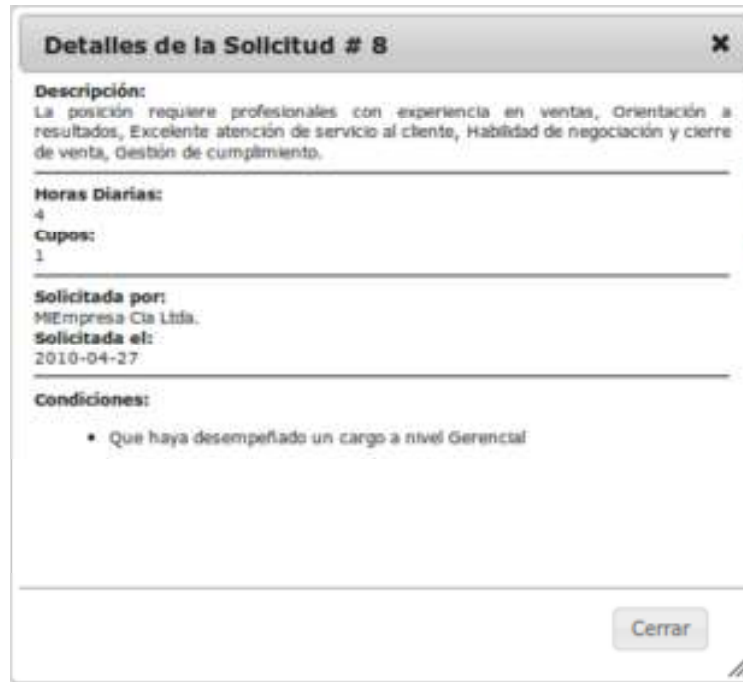 Detalles de la Solicitud # 8
Descripción:
La posición requiere profesionales con experiencia en ventas, Orientación a
resultados, Excelente atención de servicio al cliente, Habilidad de negociación y cierre
de venta, Gestión de cumplimiento.
Horas Diarias:
4
Cupos:
1
Solicitada por:
MiEmpresa Cia Ltda.
Solicitada el:
2010-04-27
Condiciones:
• Que haya desempeñado un cargo a nivel Gerencial
Cerrar